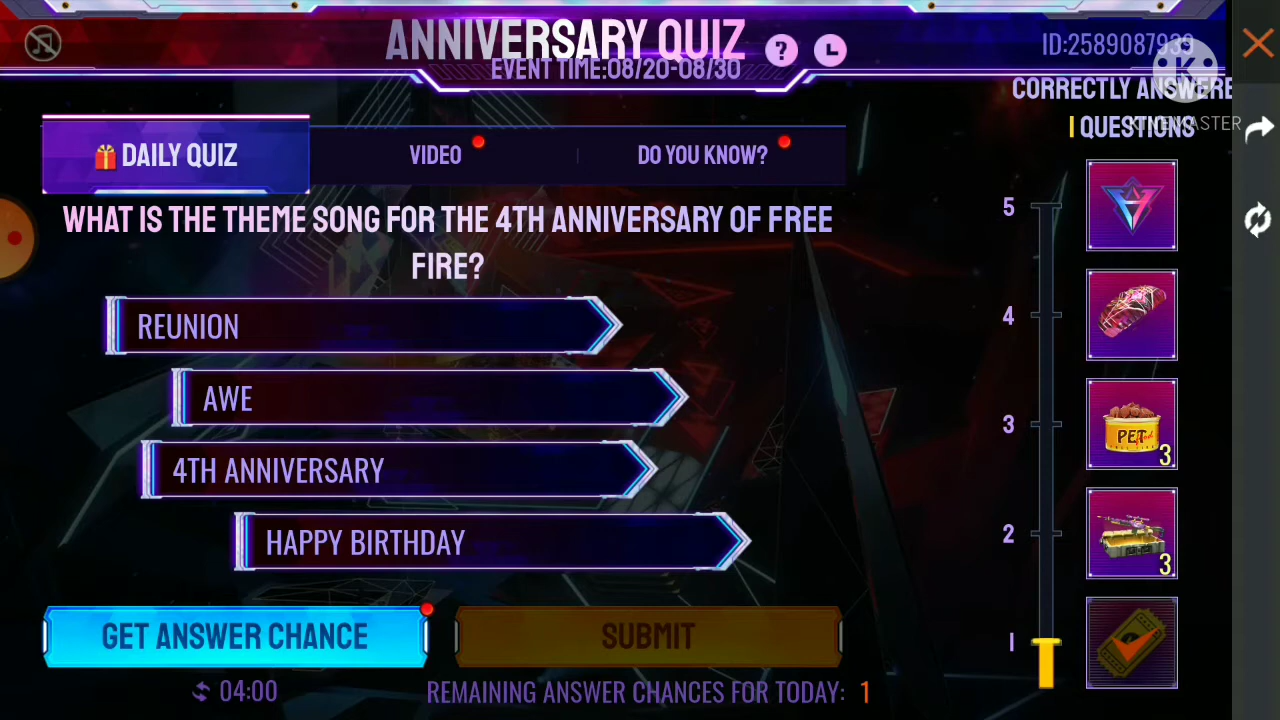 ANNIVERSARY QUIZ
EVENT TIME:08/20-08/30
ID:2589087939
CORRECTLY ANSWERE
QUESTIONS
K
KINEMASTER
DAILY QUIZ
VIDEO
DO YOU KNOW?
WHAT IS THE THEME SONG FOR THE 4TH ANNIVERSARY OF FREE
FIRE?
REUNION
AWE
4TH ANNIVERSARY
HAPPY BIRTHDAY
5
4
3
PET
3
2
3
1
GET ANSWER CHANCE
SUBMIT
04:00
REMAINING ANSWER CHANCES FOR TODAY: 1